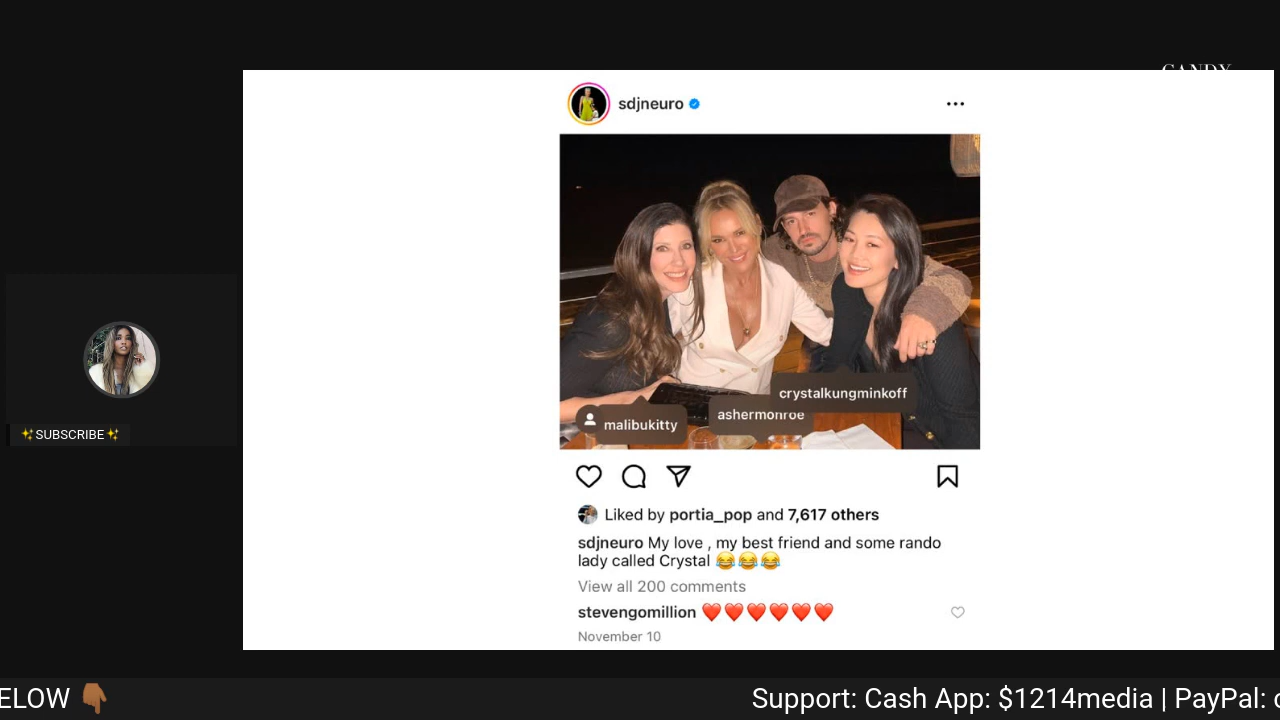 CANDY
sdjneuro
crystalkungminkoff
ashermonroe
malibukitty
Liked by portia_pop and 7,617 others
sdjneuro My love , my best friend and some rando
lady called Crystal 😂😂😂
View all 200 comments
stevengomillion ❤️❤️❤️❤️❤️❤️
November 10
✨SUBSCRIBE✨
ELOW 👇🏾
Support: Cash App: $1214media | PayPal: